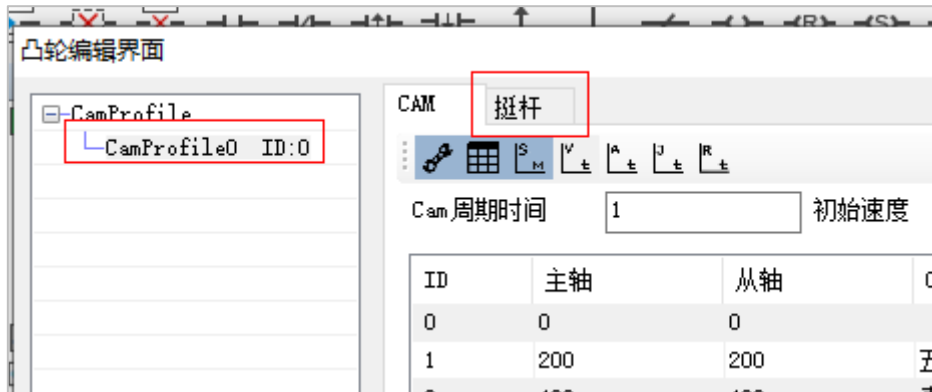 凸轮编辑界面
CamProfile
CamProfile0 ID:0
CAM 挺杆
S M V t A t J t R t
Cam周期时间 1 初始速度
ID 主轴 从轴
0 0 0
1 200 200